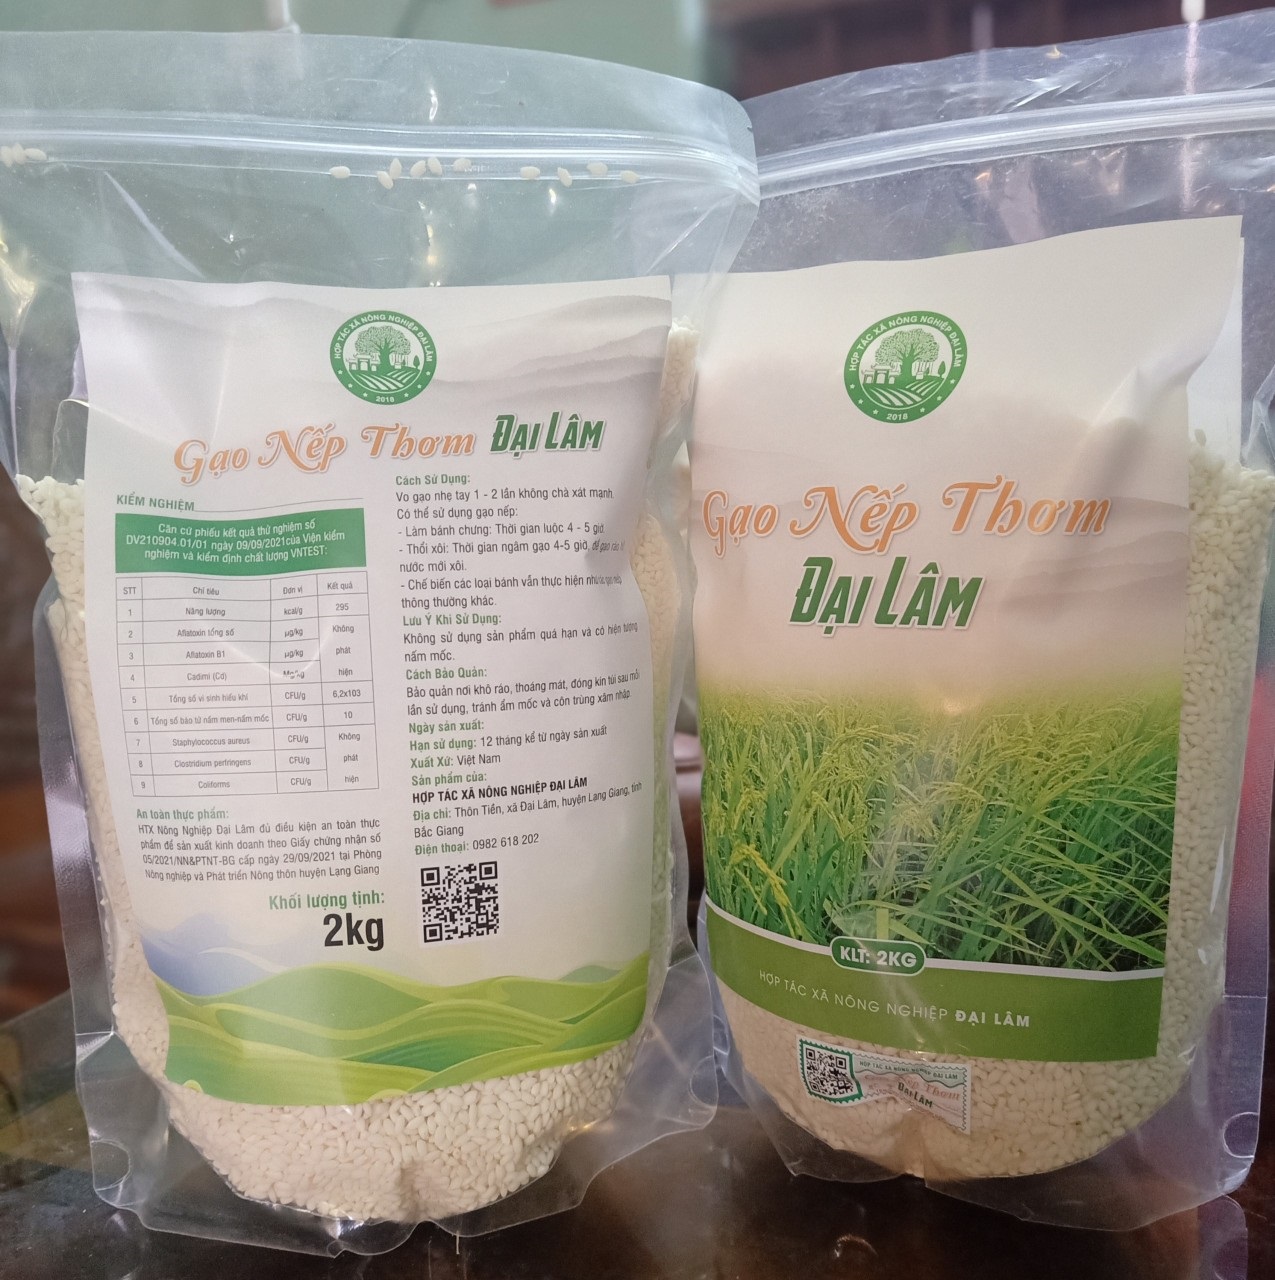 HỢP TÁC XÃ NÔNG NGHIỆP ĐẠI LÂM
2018
Gạo Nếp Thơm ĐẠI LÂM
KIỂM NGHIỆM
Căn cứ phiếu kết quả thử nghiệm số
DV210904.01/01 ngày 09/09/2021của Viện kiểm
nghiệm và kiểm định chất lượng VNTEST:
STT Chỉ tiêu Đơn vị Kết quả
1 Năng lượng kcal/g 295
2 Aflatoxin tổng số µg/kg Không
3 Aflatoxin B1 µg/kg phát
4 Cadimi (Cd) hiện
5 Tổng số vi sinh hiếu khí CFU/g 6,2x103
6 Tổng số bào tử nấm men-nấm mốc CFU/g 10
7 Staphylococcus aureus CFU/g Không
8 Clostridium perfringens CFU/g phát
9 Coliforms CFU/g hiện
An toàn thực phẩm:
HTX Nông Nghiệp Đại Lâm đủ điều kiện an toàn thực
phẩm để sản xuất kinh doanh theo Giấy chứng nhận số
05/2021/NN&PTNT-BG cấp ngày 29/09/2021 tại Phòng
Nông nghiệp và Phát triển Nông thôn huyện Lạng Giang
Khối lượng tịnh:
2kg
Cách Sử Dụng:
Vo gạo nhẹ tay 1 - 2 lần không chà xát mạnh
Có thể sử dụng gạo nếp:
- Làm bánh chưng: Thời gian luộc 4 - 5 giờ
- Thổi xôi: Thời gian ngâm gạo 4-5 giờ, để gạo ráo
nước mới xôi.
- Chế biến các loại bánh vẫn thực hiện như
thông thường khác.
Lưu Ý Khi Sử Dụng:
Không sử dụng sản phẩm quá hạn và có hiện tượng
nấm mốc.
Cách Bảo Quản:
Bảo quản nơi khô ráo, thoáng mát, đóng kín túi sau mỗi
lần sử dụng, tránh ẩm mốc và côn trùng xâm nhập.
Ngày sản xuất:
Hạn sử dụng: 12 tháng kể từ ngày sản xuất
Xuất Xứ: Việt Nam
Sản phẩm của:
HỢP TÁC XÃ NÔNG NGHIỆP ĐẠI LÂM
Địa chỉ: Thôn Tiền, xã Đại Lâm, huyện Lạng Giang, tỉnh
Bắc Giang
Điện thoại: 0982 618 202
HỢP TÁC XÃ NÔNG NGHIỆP ĐẠI LÂM
2018
Gạo Nếp Thơm
ĐẠI LÂM
KLT: 2KG
HỢP TÁC XÃ NÔNG NGHIỆP ĐẠI LÂM
HỢP TÁC XÃ NÔNG NGHIỆP ĐẠI LÂM
Gạo Nếp Thơm
ĐẠI LÂM